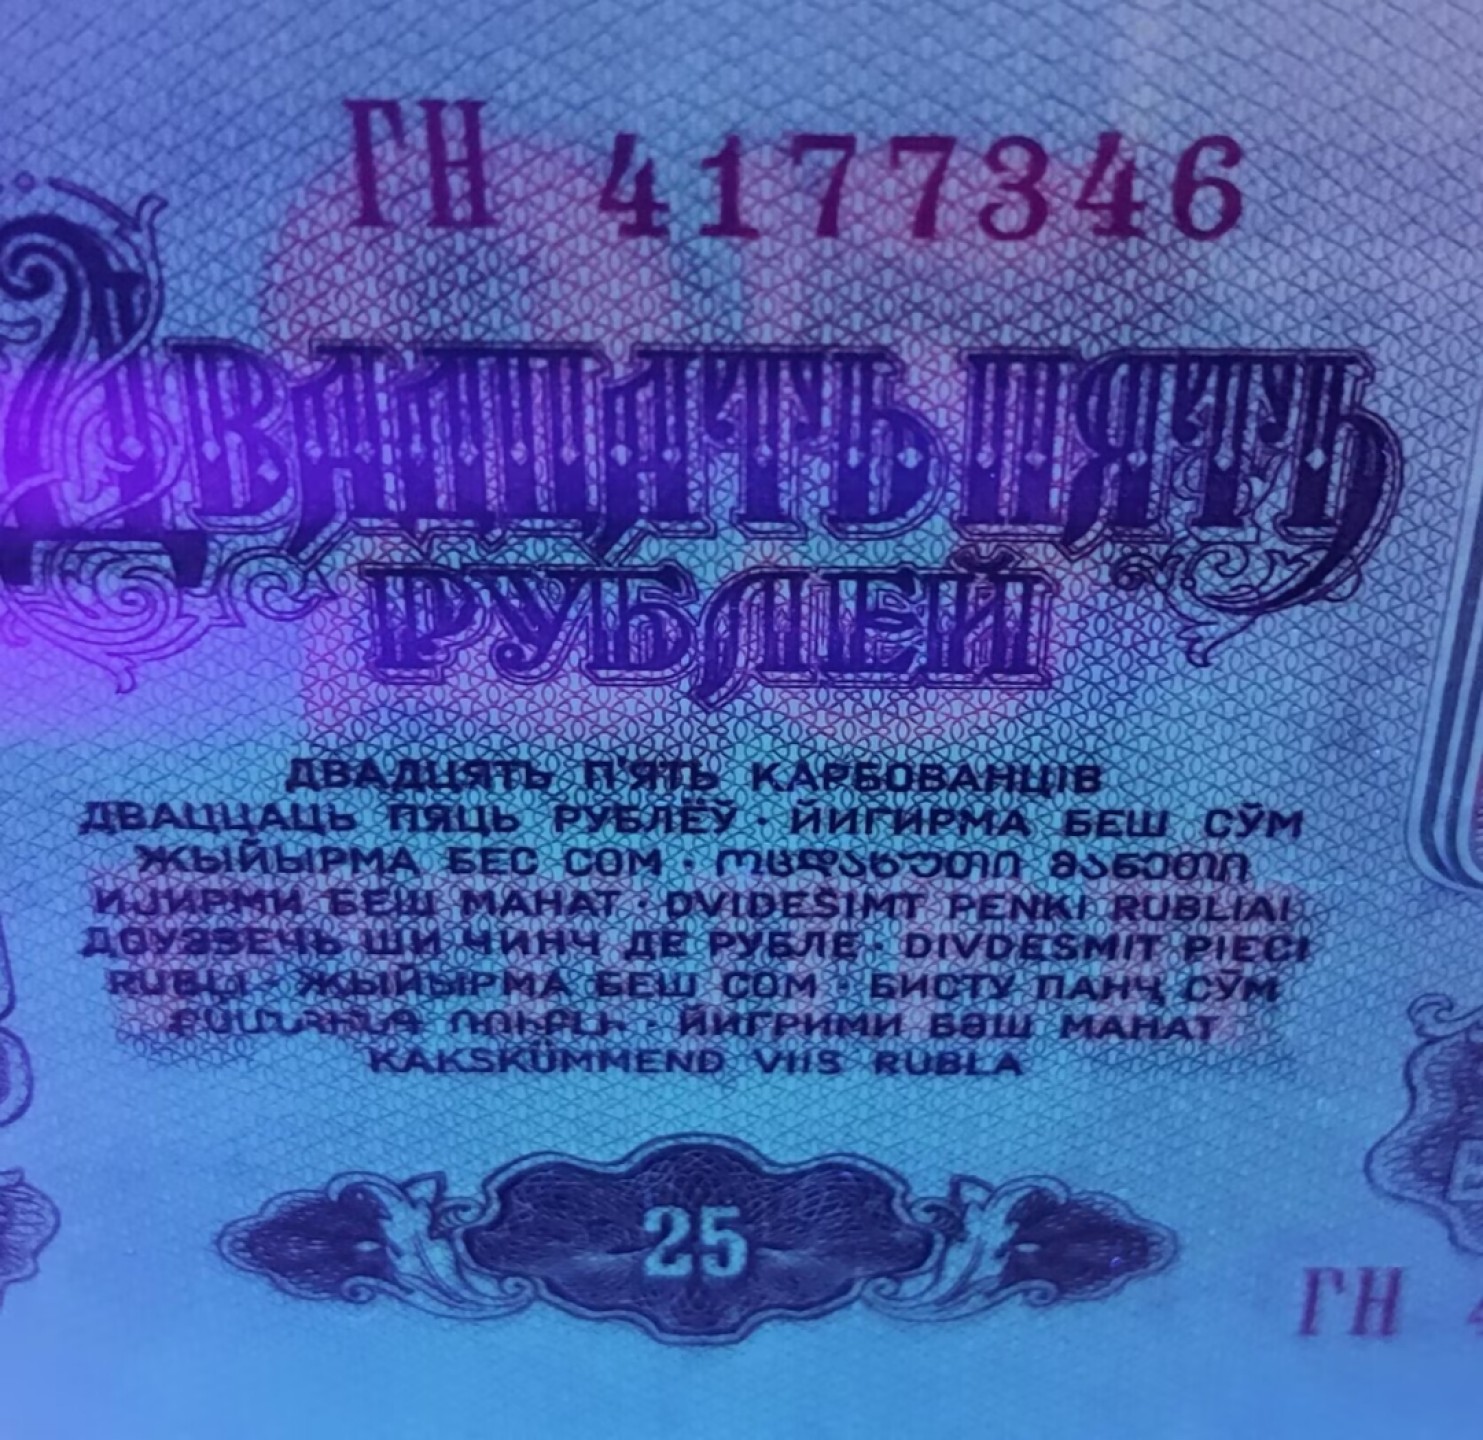 ГН 4177346
ДВАДЦАТЬ ПЯТЬ
РУБЛЕЙ
ДВАДЦЯТЬ П'ЯТЬ КАРБОВАНЦІВ
ДВАЦЦАЦЬ ПЯЦЬ РУБЛЁЎ · ЙИГИРМА БЕШ СЎМ
ЖЫЙЫРМА БЕС СОМ · ოცდახუთი მანეთი
ИЈИРМИ БЕШ МАНАТ · DVIDEŠIMT PENKI RUBLIAI
ДОУЭЗЕЧЬ ШИ ЧИНЧ ДЕ РУБЛЕ · DIVDESMIT PIECI
RUBĻI · ЖЫЙЫРМА БЕШ СОМ · БИСТУ ПАНҶ СЎМ
ՔՍԱՆՀԻՆԳ ՌՈՒԲԼԻ · ЙИГРИМИ БӘШ МАНАТ
KAKSKÜMMEND VIIS RUBLA
25
ГН